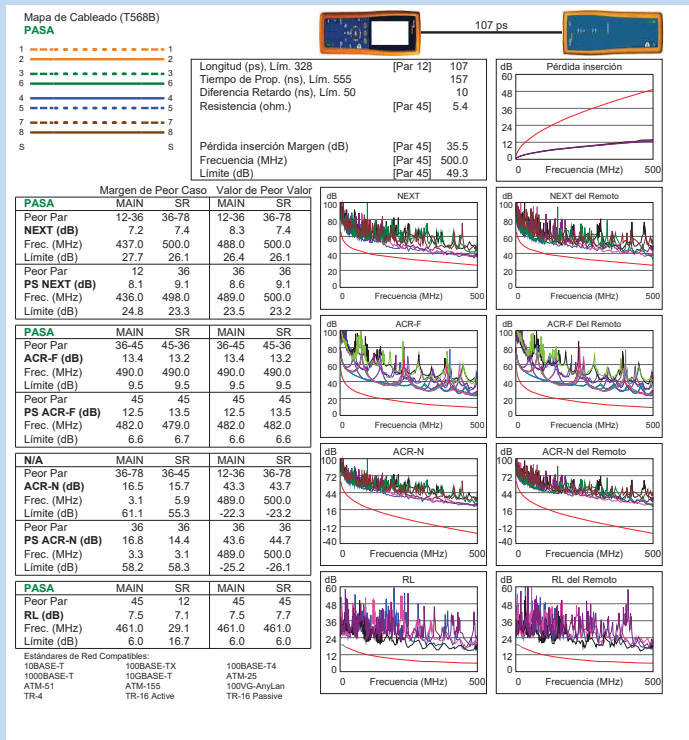 Mapa de Cableado (T568B)
PASA
1 1
2 2
3 3
6 6
4 4
5 5
7 7
8 8
S S
107 ps
Longitud (ps), Lím. 328 [Par 12] 107
Tiempo de Prop. (ns), Lím. 555 157
Diferencia Retardo (ns), Lím. 50 10
Resistencia (ohm.) [Par 45] 5.4
Pérdida inserción Margen (dB) [Par 45] 35.5
Frecuencia (MHz) [Par 45] 500.0
Límite (dB) [Par 45] 49.3
dB Pérdida inserción
60
48
36
24
12
0
0 Frecuencia (MHz) 500
Margen de Peor Caso Valor de Peor Valor
PASA MAIN SR MAIN SR
Peor Par 12-36 36-78 12-36 36-78
NEXT (dB) 7.2 7.4 8.3 7.4
Frec. (MHz) 437.0 500.0 488.0 500.0
Límite (dB) 27.7 26.1 26.4 26.1
Peor Par 12 36 36 36
PS NEXT (dB) 8.1 9.1 8.6 9.1
Frec. (MHz) 436.0 498.0 489.0 500.0
Límite (dB) 24.8 23.3 23.5 23.2
PASA MAIN SR MAIN SR
Peor Par 36-45 45-36 36-45 45-36
ACR-F (dB) 13.4 13.2 13.4 13.2
Frec. (MHz) 490.0 490.0 490.0 490.0
Límite (dB) 9.5 9.5 9.5 9.5
Peor Par 45 45 45 45
PS ACR-F (dB) 12.5 13.5 12.5 13.5
Frec. (MHz) 482.0 479.0 482.0 482.0
Límite (dB) 6.6 6.7 6.6 6.6
N/A MAIN SR MAIN SR
Peor Par 36-78 36-45 12-36 36-78
ACR-N (dB) 16.5 15.7 43.3 43.7
Frec. (MHz) 3.1 5.9 489.0 500.0
Límite (dB) 61.1 55.3 -22.3 -23.2
Peor Par 36 36 36 36
PS ACR-N (dB) 16.8 14.4 43.6 44.7
Frec. (MHz) 3.3 3.1 489.0 500.0
Límite (dB) 58.2 58.3 -25.2 -26.1
PASA MAIN SR MAIN SR
Peor Par 45 12 45 45
RL (dB) 7.5 7.1 7.5 7.7
Frec. (MHz) 461.0 29.1 461.0 461.0
Límite (dB) 6.0 16.7 6.0 6.0
Estándares de Red Compatibles:
10BASE-T 100BASE-TX 100BASE-T4
1000BASE-T 10GBASE-T ATM-25
ATM-51 ATM-155 100VG-AnyLan
TR-4 TR-16 Active TR-16 Passive
dB NEXT
100
80
60
40
20
0
0 Frecuencia (MHz) 500
dB NEXT del Remoto
100
80
60
40
20
0
0 Frecuencia (MHz) 500
dB ACR-F
100
80
60
40
20
0
0 Frecuencia (MHz) 500
dB ACR-F Del Remoto
100
80
60
40
20
0
0 Frecuencia (MHz) 500
dB ACR-N
100
72
44
16
-12
-40
0 Frecuencia (MHz) 500
dB ACR-N del Remoto
100
72
44
16
-12
-40
0 Frecuencia (MHz) 500
dB RL
60
48
36
24
12
0
0 Frecuencia (MHz) 500
dB RL del Remoto
60
48
36
24
12
0
0 Frecuencia (MHz) 500